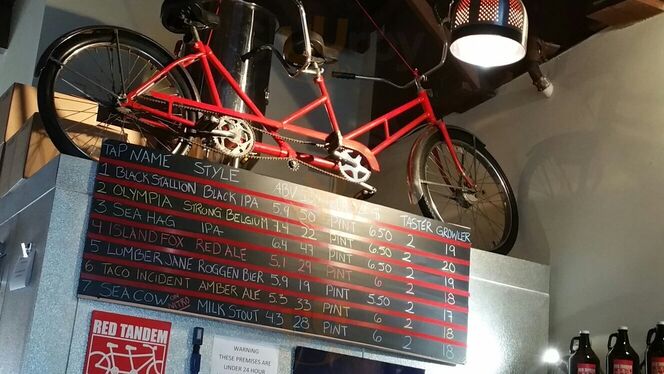 TAP NAME STYLE ABV TASTER GROWLER
1 BLACK STALLION BLACK IPA 5.9 50 PINT 6.50 2 19
2 OLYMPIA STRONG BELGIUM 7.4 22 PINT 6.50 2 20
3 SEA HAG IPA 6.4 47 PINT 6 2 19
4 ISLAND FOX RED ALE 5.1 29 PINT 6 2 18
5 LUMBER JANE ROGGEN BIER 5.9 19 PINT 5.50 2 17
6 TACO INCIDENT AMBER ALE 5.3 33 PINT 6 2 18
7 SEA COW ON NITRO MILK STOUT 4.3 28 PINT 6 2 18
RED TANDEM
WARNING
THESE PREMISES ARE
UNDER 24 HOUR